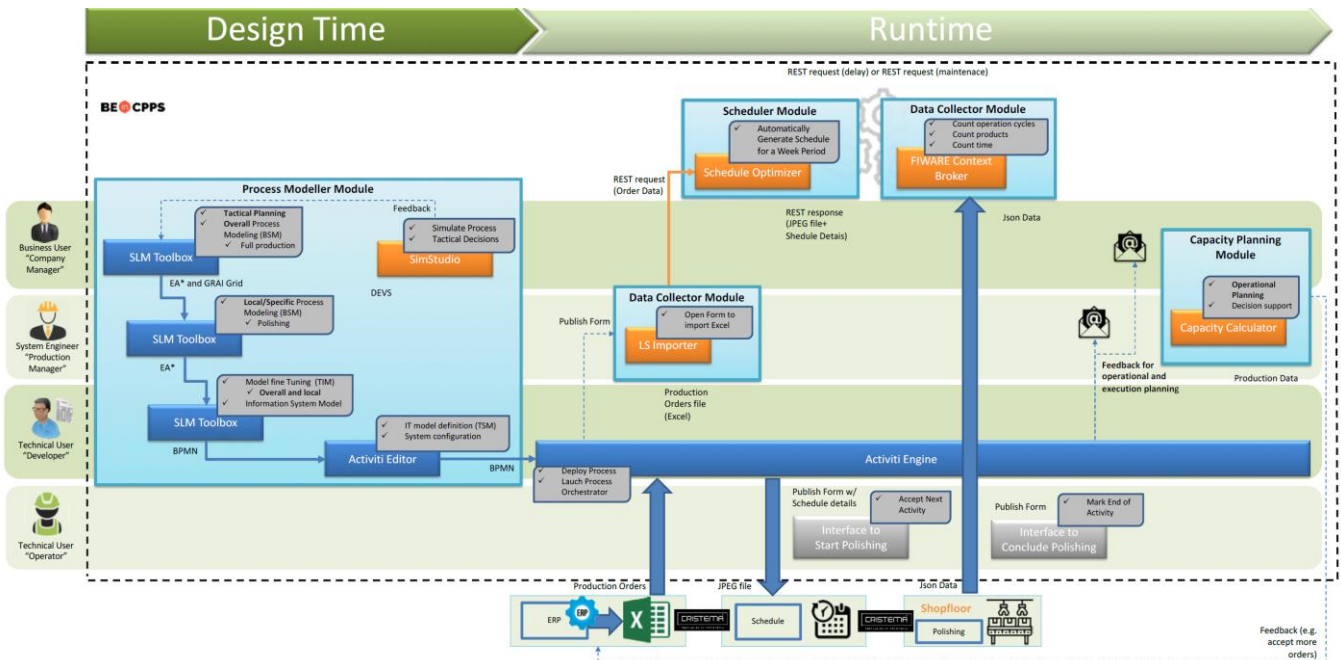 Design Time
Runtime
REST request (delay) or REST request (maintenace)
BE in CPPS
Scheduler Module
✓ Automatically
Generate Schedule
for a Week Period
Schedule Optimizer
Data Collector Module
✓ Count operation cycles
✓ Count products
✓ Count time
FIWARE Context
Broker
REST request
(Order Data)
Process Modeller Module
Feedback
✓ Tactical Planning
✓ Overall Process
Modeling (BSM)
✓ Full production
SLM Toolbox
✓ Simulate Process
✓ Tactical Decisions
SimStudio
DEVS
EA* and GRAI Grid
REST response
(JPEG file+
Shedule Detais)
Json Data
Business User
"Company
Manager"
Capacity Planning
Module
✓ Operational
Planning
✓ Decision support
Capacity Calculator
Production Data
✓ Local/Specific Process
Modeling (BSM)
✓ Polishing
SLM Toolbox
EA*
Publish Form
Data Collector Module
✓ Open Form to
import Excel
LS Importer
Production
Orders file
(Excel)
System Engineer
"Production
Manager"
Feedback for
operational and
execution planning
✓ Model fine Tuning (TIM)
✓ Overall and local
✓ Information System Model
SLM Toolbox
BPMN
✓ IT model definition (TSM)
✓ System configuration
Activiti Editor
BPMN
Activiti Engine
Technical User
"Developer"
✓ Deploy Process
✓ Lauch Process
Orchestrator
Publish Form w/
Schedule details
✓ Accept Next
Activity
Interface to
Start Polishing
Publish Form
✓ Mark End of
Activity
Interface to
Conclude Polishing
Technical User
"Operator"
Production Orders
JPEG file
Json Data
ERP
ERP
X
CRISTEMA
Schedule
CRISTEMA
Shopfloor
Polishing
Feedback (e.g.
accept more
orders)